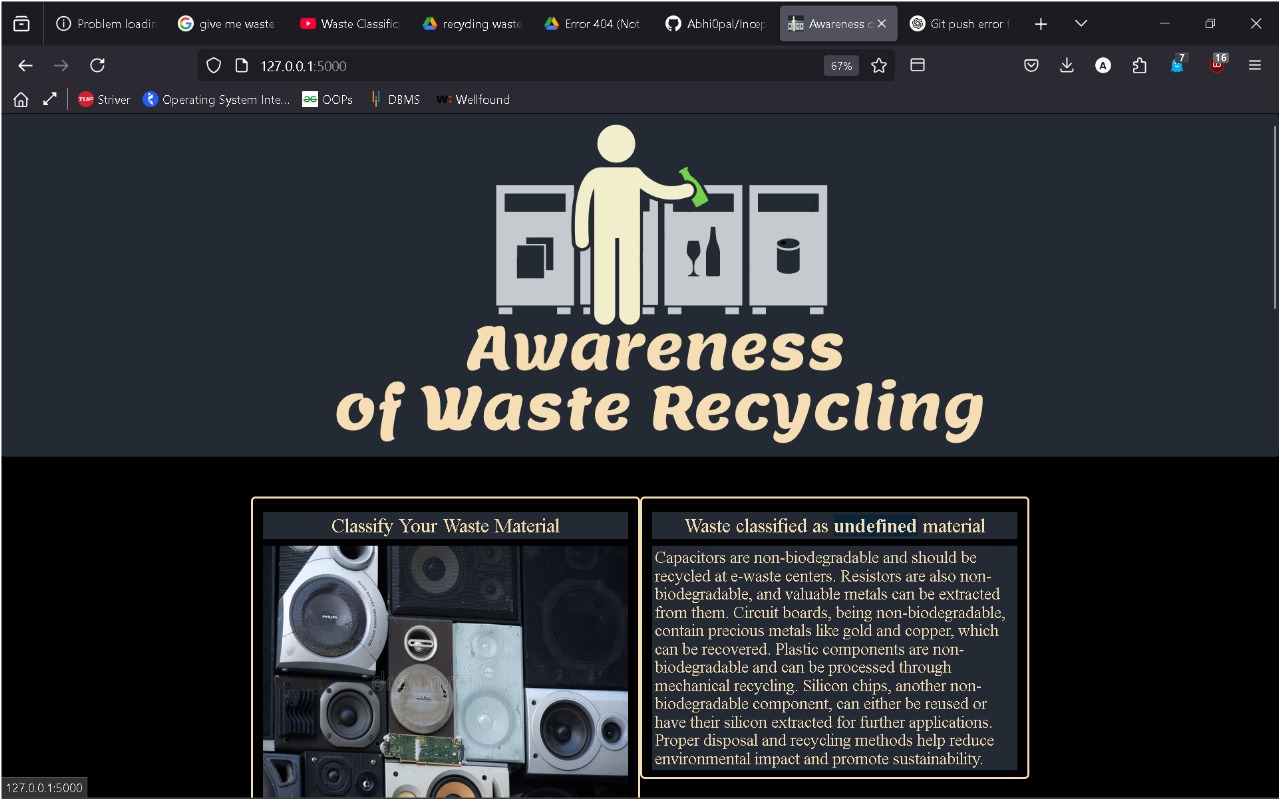 Problem loadin
give me waste
Waste Classific
recyding waste
Error 404 (Not
Abhi0pal/Incep
Awareness o
Git push error f
127.0.0.1:5000
67%
7
16
A
TUF Striver
Operating System Inte...
OOPs
DBMS
w: Wellfound
Awareness
of Waste Recycling
Classify Your Waste Material
PHILIPS
dreamstime
Waste classified as undefined material
Capacitors are non-biodegradable and should be
recycled at e-waste centers. Resistors are also non-
biodegradable, and valuable metals can be extracted
from them. Circuit boards, being non-biodegradable,
contain precious metals like gold and copper, which
can be recovered. Plastic components are non-
biodegradable and can be processed through
mechanical recycling. Silicon chips, another non-
biodegradable component, can either be reused or
have their silicon extracted for further applications.
Proper disposal and recycling methods help reduce
environmental impact and promote sustainability.
127.0.0.1:5000